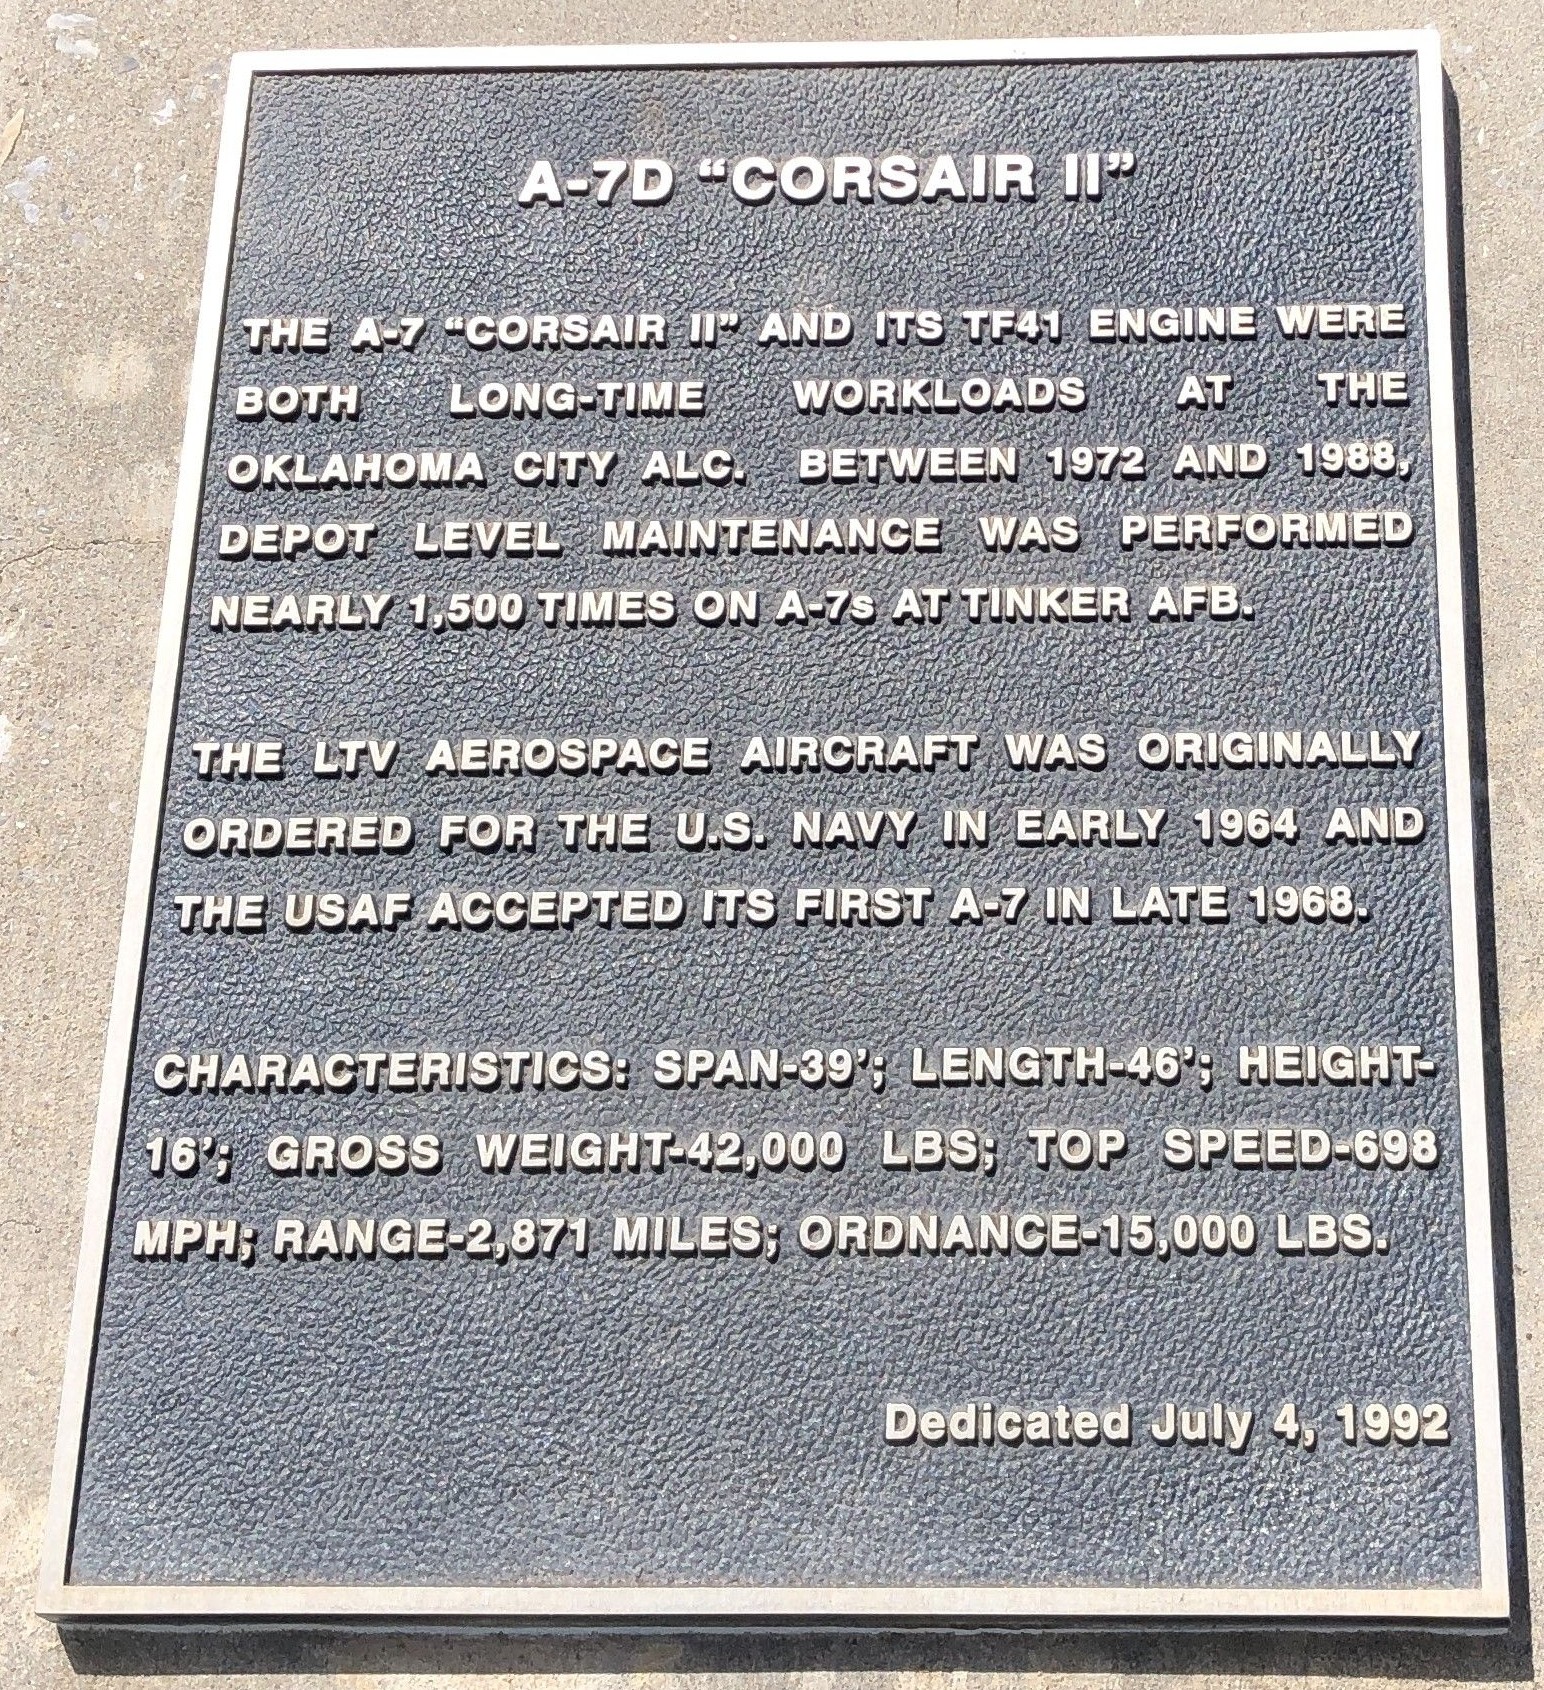 A-7D “CORSAIR II”
THE A-7 “CORSAIR II” AND ITS TF41 ENGINE WERE
BOTH LONG-TIME WORKLOADS AT THE
OKLAHOMA CITY ALC. BETWEEN 1972 AND 1988,
DEPOT LEVEL MAINTENANCE WAS PERFORMED
NEARLY 1,500 TIMES ON A-7s AT TINKER AFB.
THE LTV AEROSPACE AIRCRAFT WAS ORIGINALLY
ORDERED FOR THE U.S. NAVY IN EARLY 1964 AND
THE USAF ACCEPTED ITS FIRST A-7 IN LATE 1968.
CHARACTERISTICS: SPAN-39’; LENGTH-46’; HEIGHT-
16’; GROSS WEIGHT-42,000 LBS; TOP SPEED-698
MPH; RANGE-2,871 MILES; ORDNANCE-15,000 LBS.
Dedicated July 4, 1992